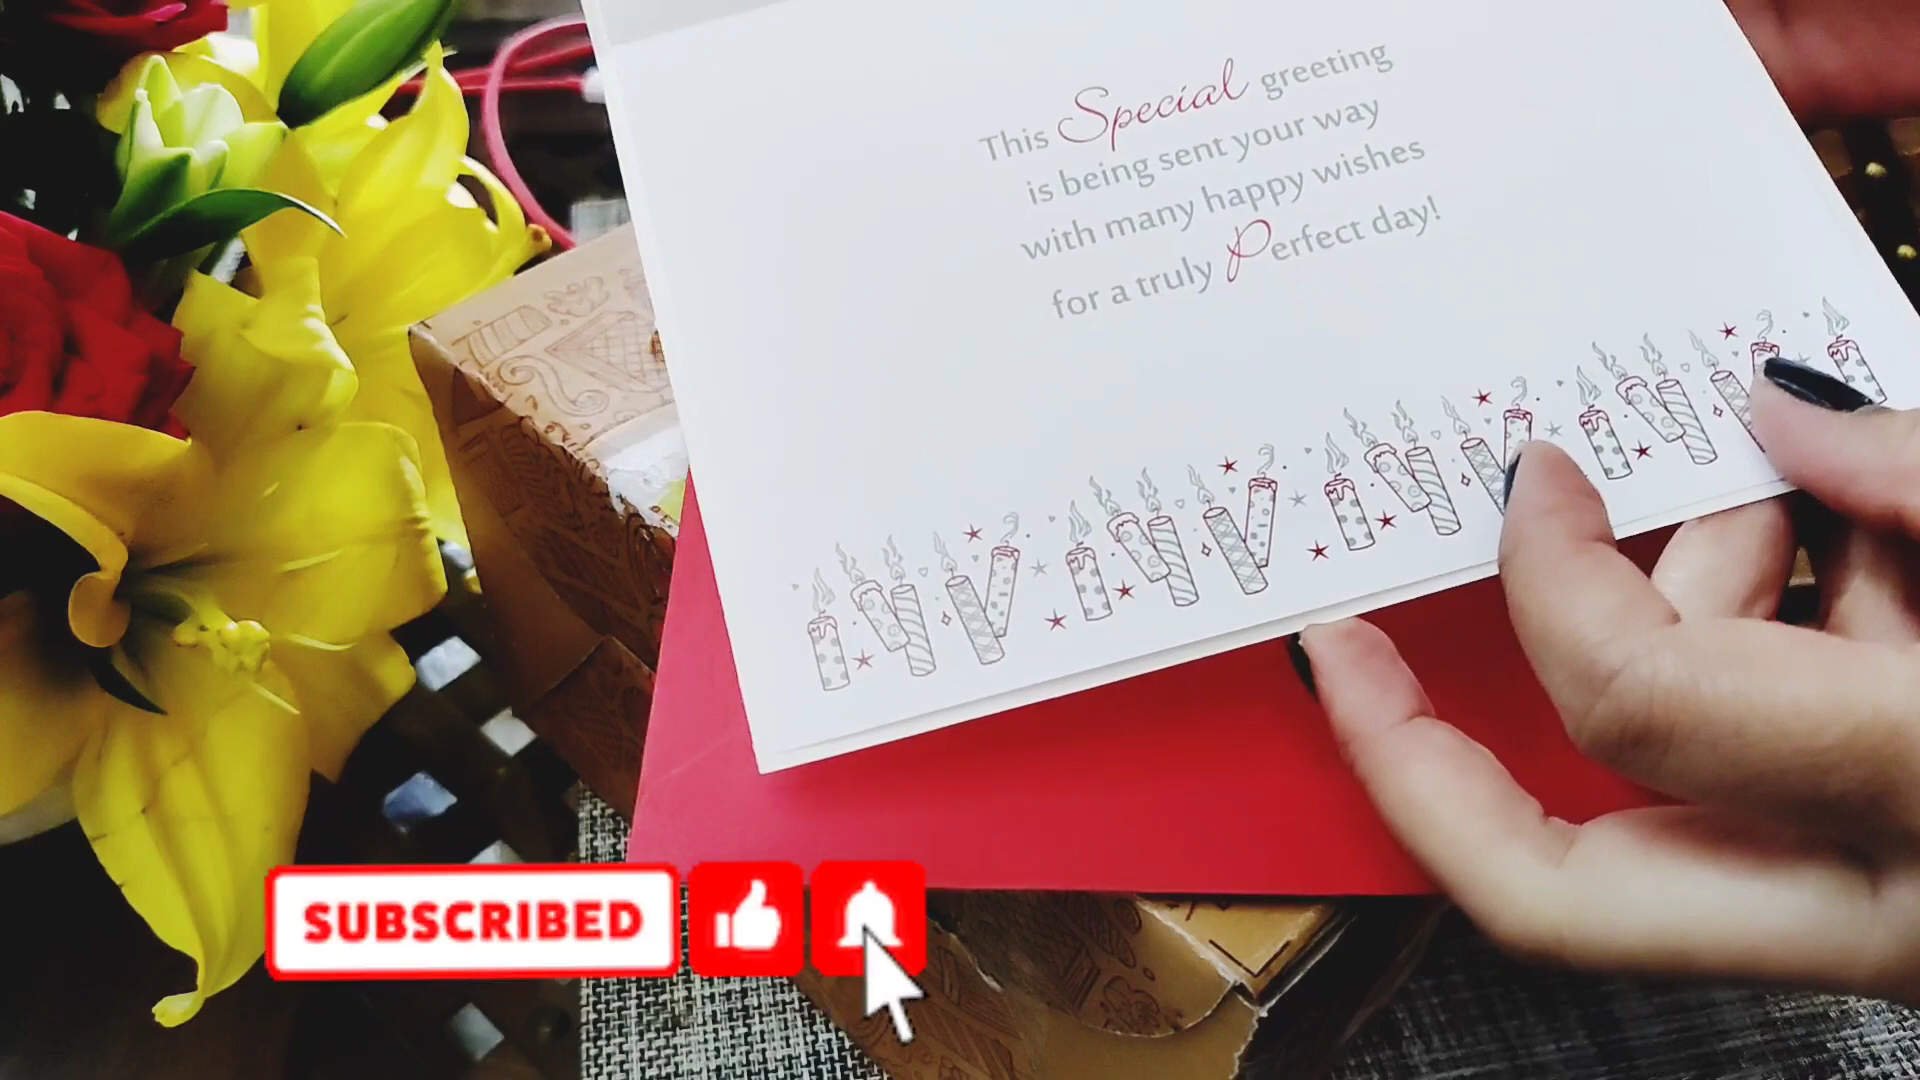 This Special greeting
is being sent your way
with many happy wishes
for a truly Perfect day!
SUBSCRIBED